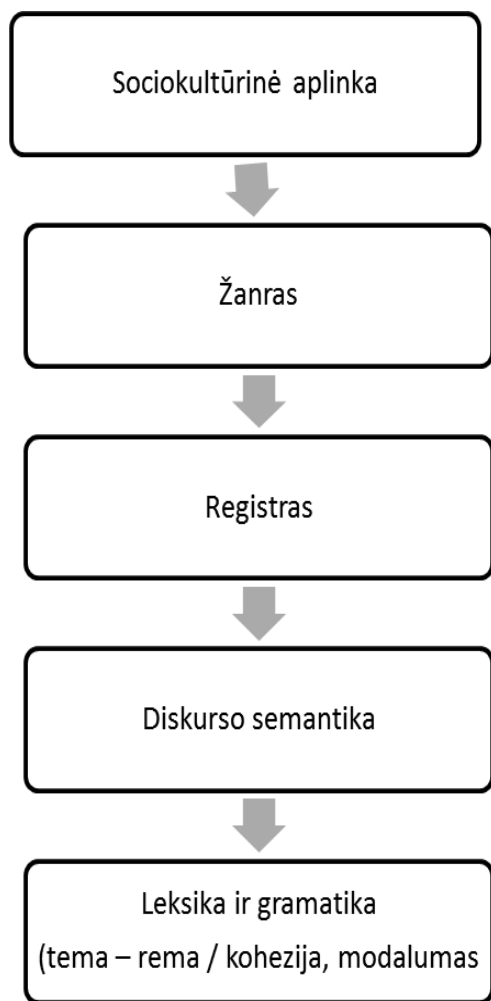 Sociokultūrinė aplinka
Žanras
Registras
Diskurso semantika
Leksika ir gramatika
(tema – rema / kohezija, modalumas